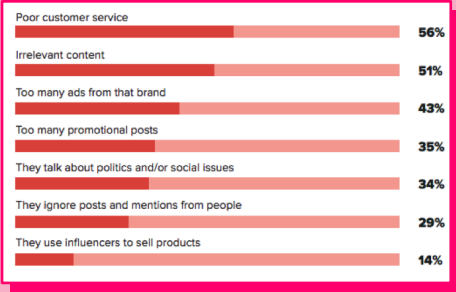 Poor customer service
56%
Irrelevant content
51%
Too many ads from that brand
43%
Too many promotional posts
35%
They talk about politics and/or social issues
34%
They ignore posts and mentions from people
29%
They use influencers to sell products
14%